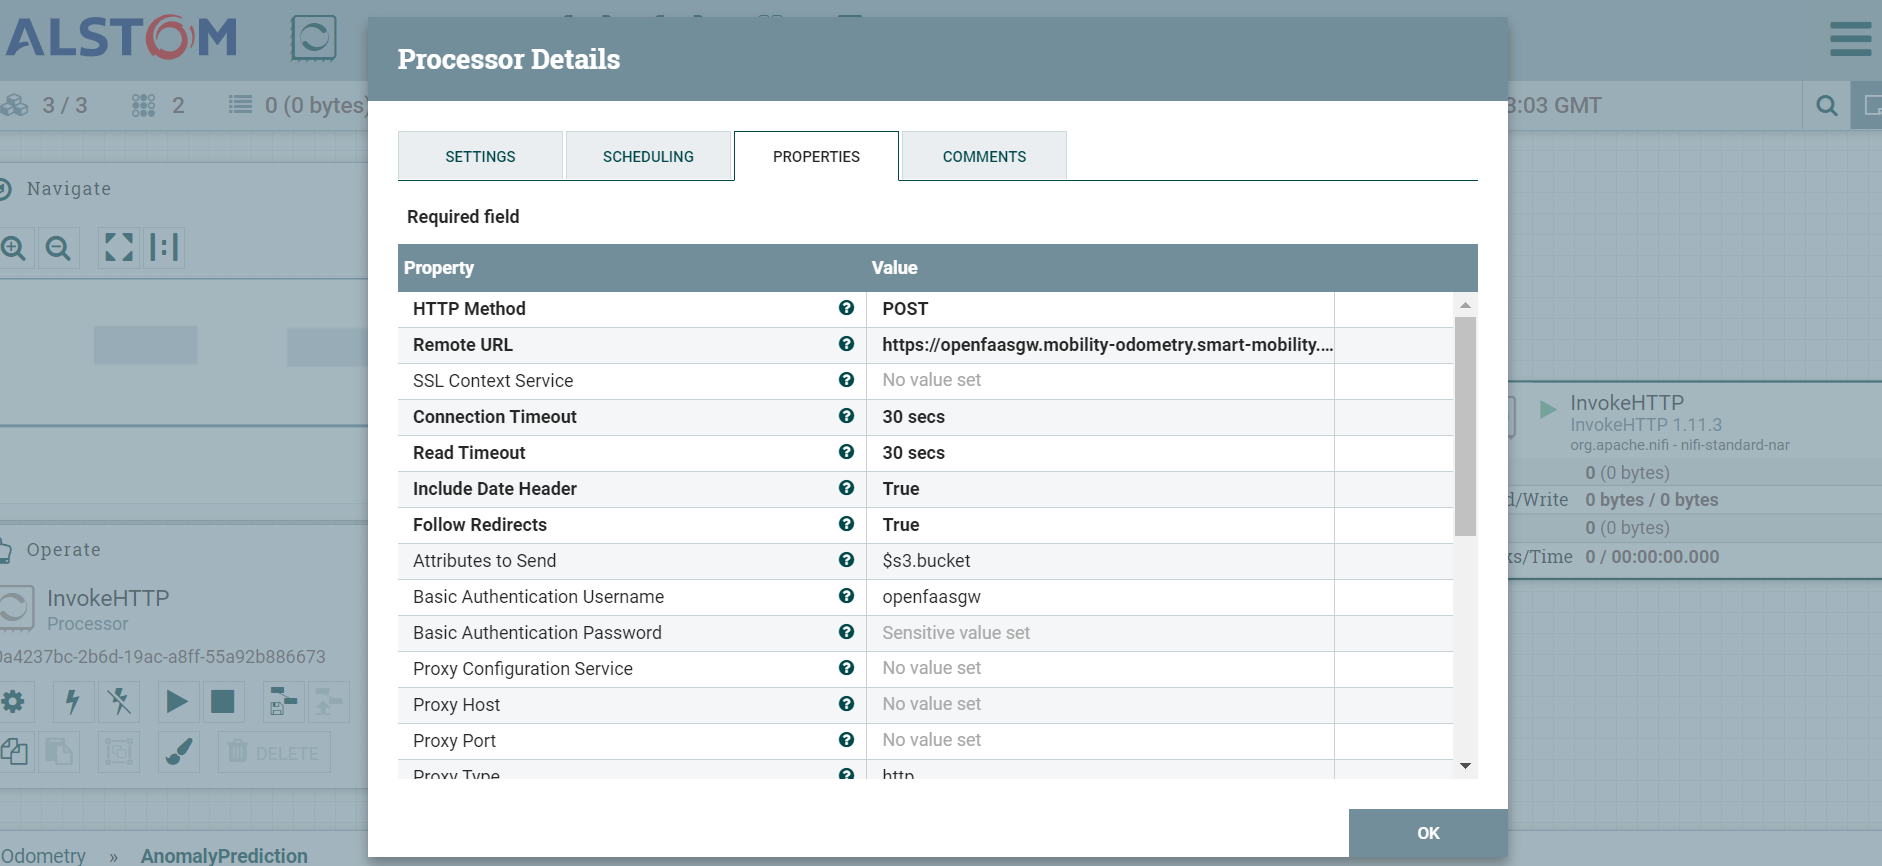 ALSTOM
3 / 3
2
0 (0 bytes)
3:03 GMT
Navigate
Operate
InvokeHTTP
Processor
0a4237bc-2b6d-19ac-a8ff-55a92b886673
DELETE
Odometry » AnomalyPrediction
Processor Details
SETTINGS
SCHEDULING
PROPERTIES
COMMENTS
Required field
Property Value
HTTP Method POST
Remote URL https://openfaasgw.mobility-odometry.smart-mobility....
SSL Context Service No value set
Connection Timeout 30 secs
Read Timeout 30 secs
Include Date Header True
Follow Redirects True
Attributes to Send $s3.bucket
Basic Authentication Username openfaasgw
Basic Authentication Password Sensitive value set
Proxy Configuration Service No value set
Proxy Host No value set
Proxy Port No value set
Proxy Type http
OK
InvokeHTTP
InvokeHTTP 1.11.3
org.apache.nifi - nifi-standard-nar
0 (0 bytes)
d/Write 0 bytes / 0 bytes
0 (0 bytes)
ks/Time 0 / 00:00:00.000